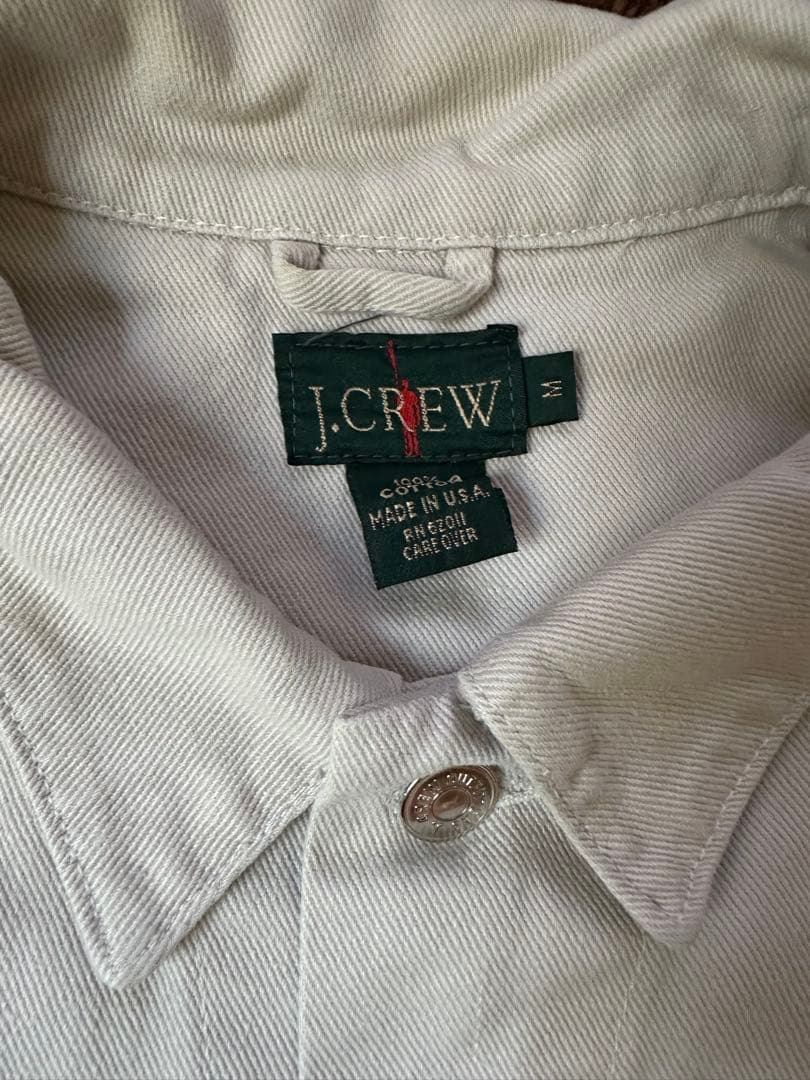 J.CREW
M
100%
COTTON
MADE IN U.S.A.
RN 62011
CARE OVER